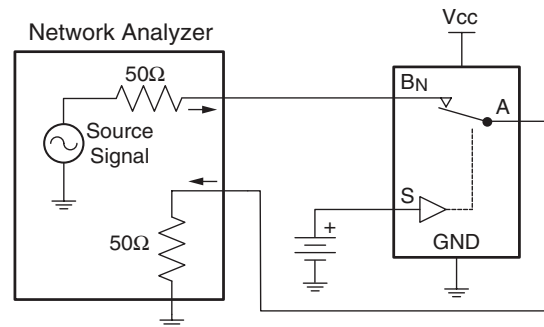 Network Analyzer
VCC
50Ω
BN
A
Source
Signal
S
50Ω
+
GND